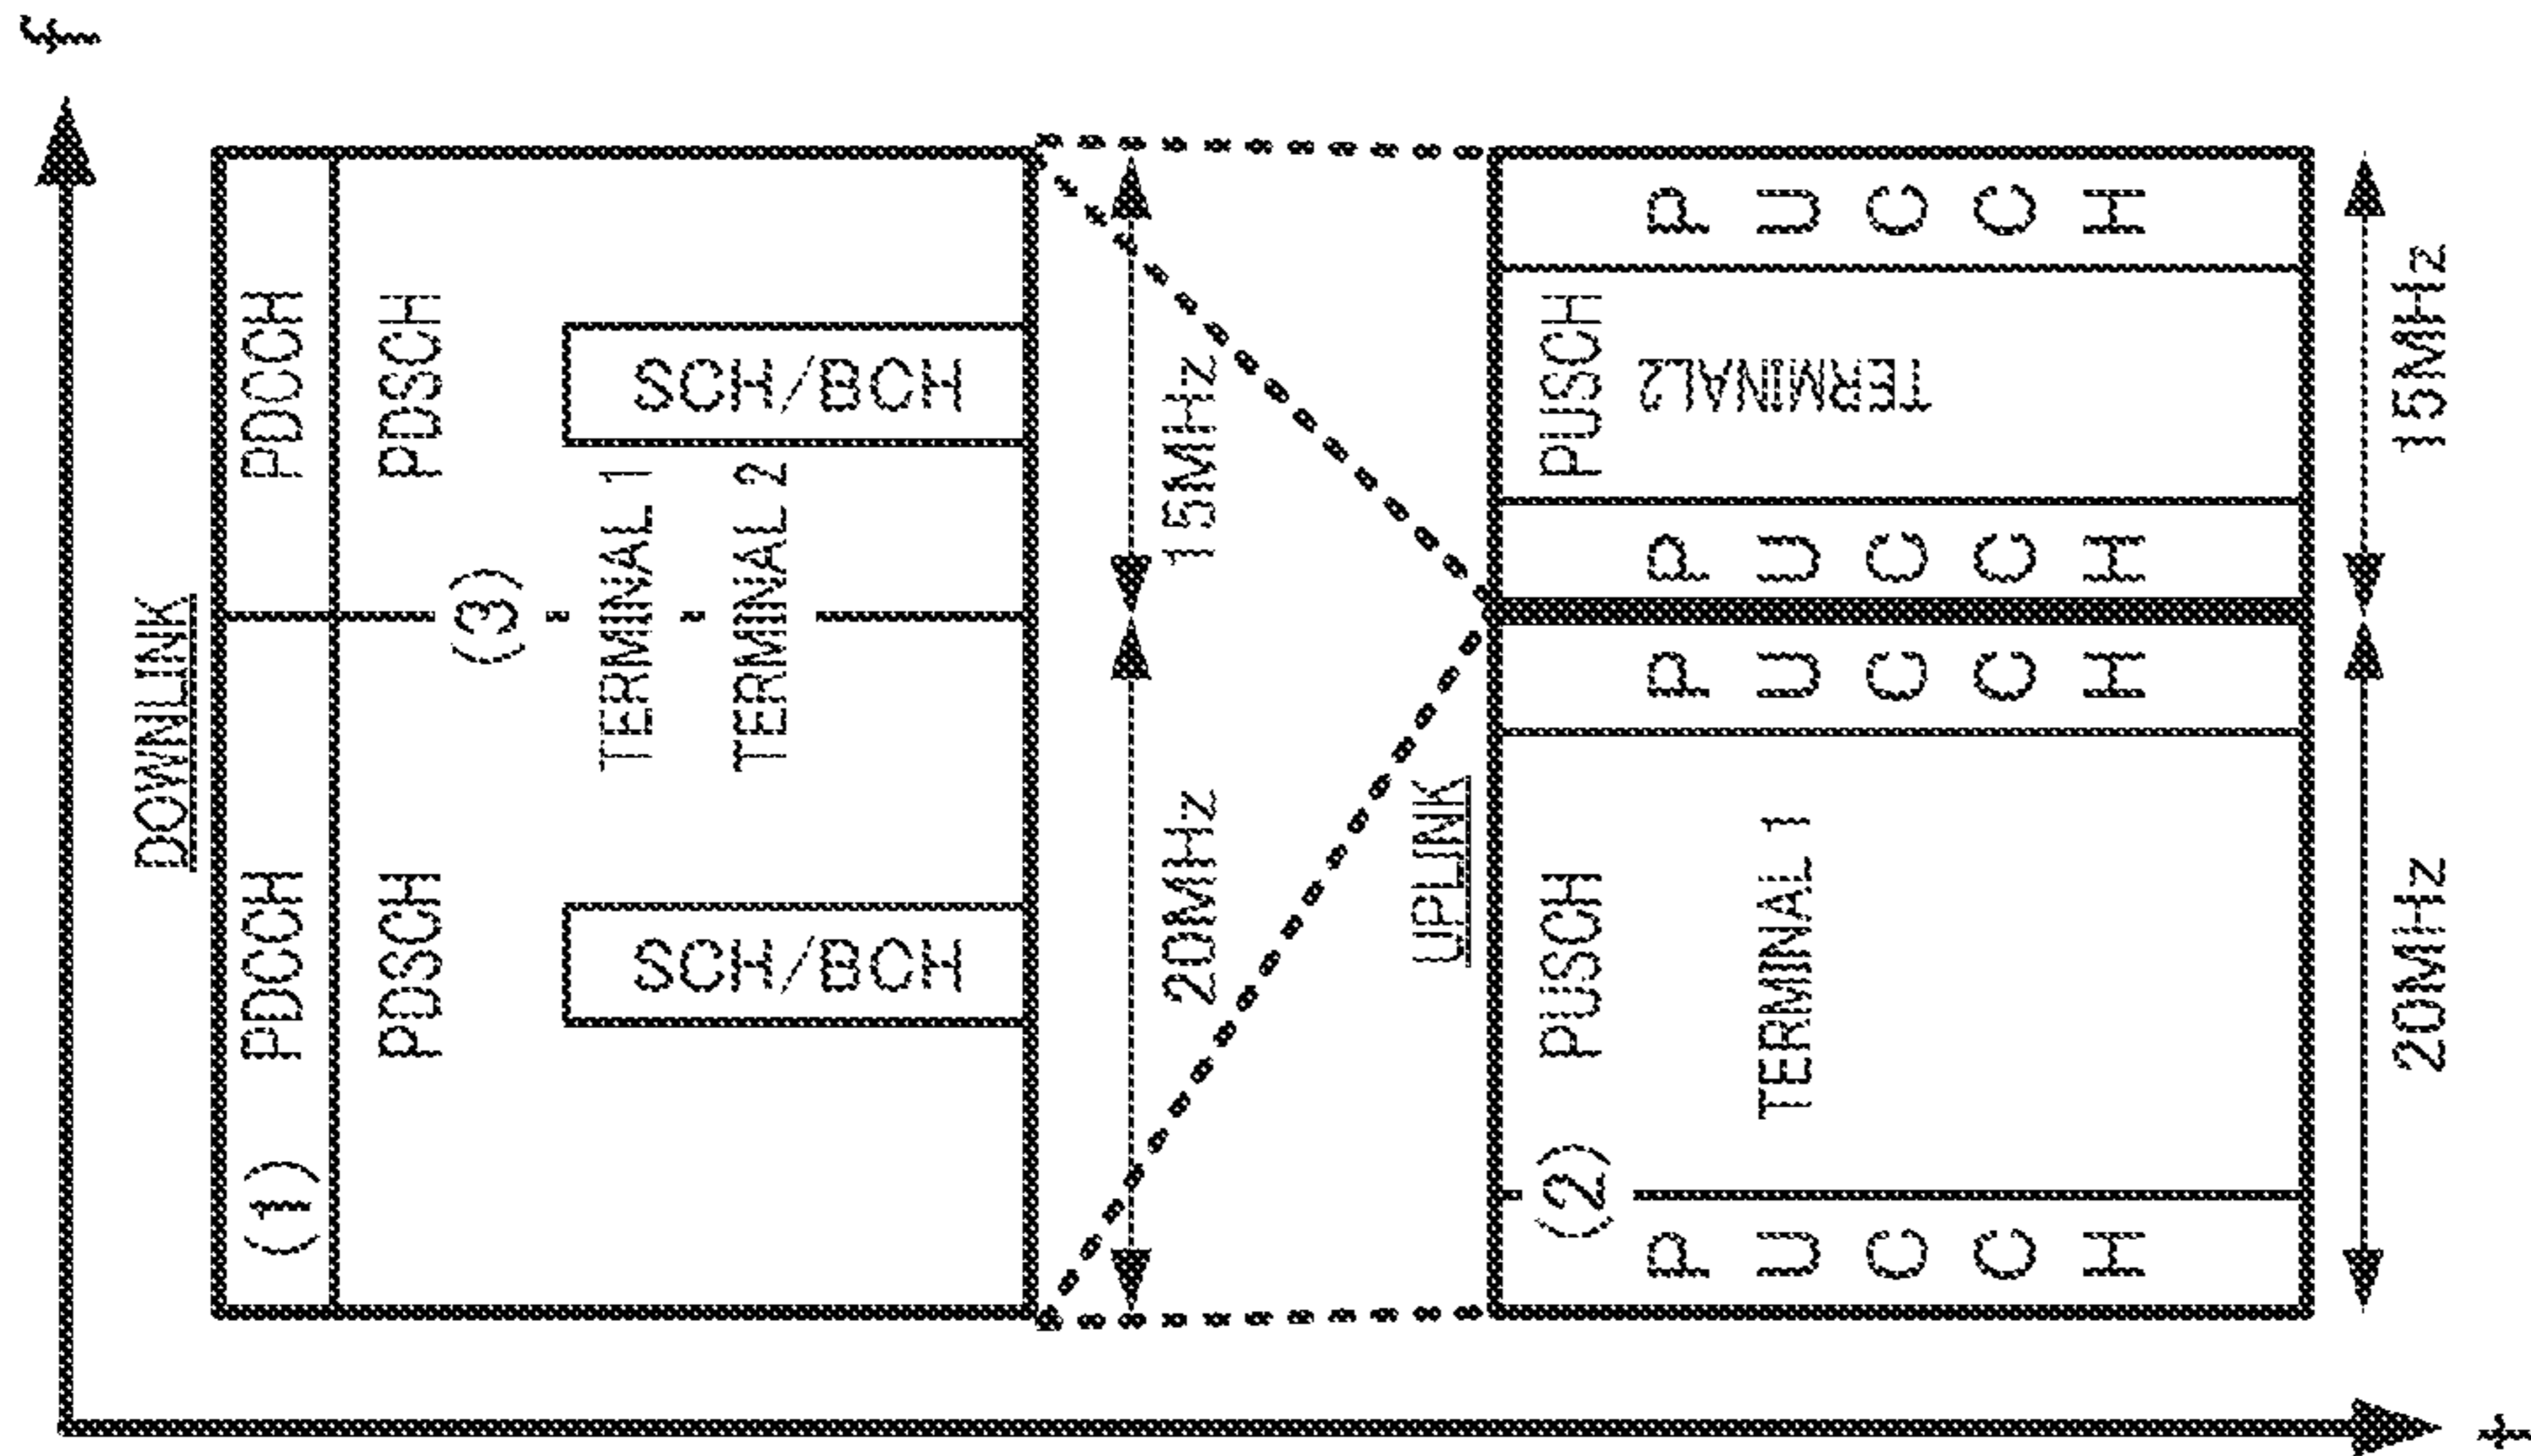 f
DOWNLINK
(1) PDCCH PDCCH
PDSCH PDSCH
(3)
TERMINAL 1
TERMINAL 2
SCH/BCH SCH/BCH
20MHz 15MHz
UPLINK
(2) PUSCH PUSCH
PUCCH
TERMINAL 1
PUCCH
PUCCH
TERMINAL2
PUCCH
20MHz 15MHz
t